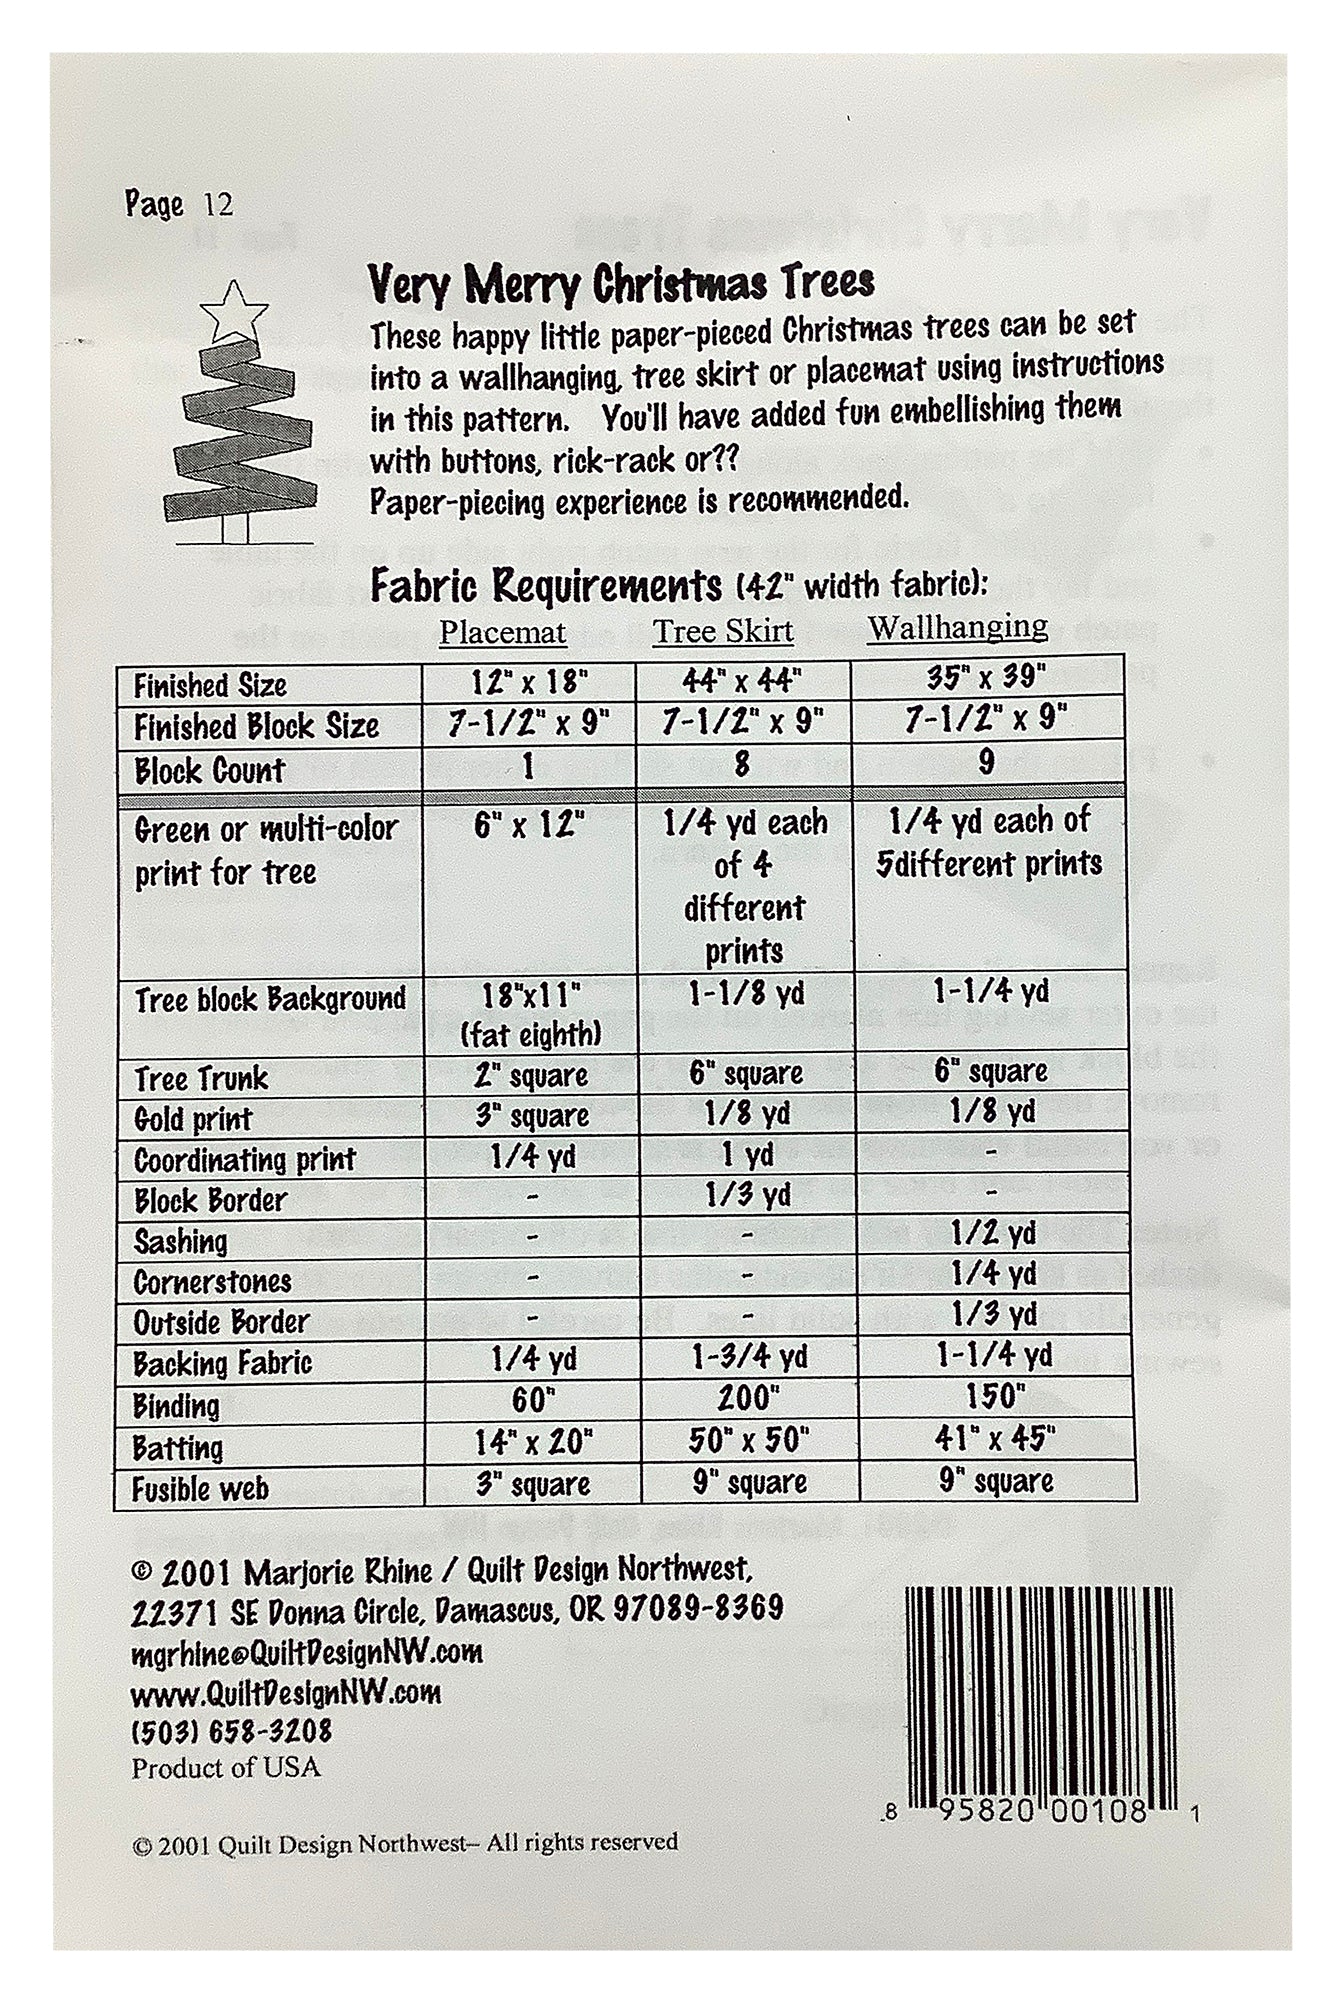 Page 12
Very Merry Christmas Trees
These happy little paper-pieced Christmas trees can be set
into a wallhanging, tree skirt or placemat using instructions
in this pattern. You'll have added fun embellishing them
with buttons, rick-rack or??
Paper-piecing experience is recommended.
Fabric Requirements (42" width fabric):
Placemat Tree Skirt Wallhanging
Finished Size 12" x 18" 44" x 44" 35" x 39"
Finished Block Size 7-1/2" x 9" 7-1/2" x 9" 7-1/2" x 9"
Block Count 1 8 9
Green or multi-color 6" x 12" 1/4 yd each 1/4 yd each of
print for tree of 4 5different prints
different
prints
Tree block Background 18"x11" 1-1/8 yd 1-1/4 yd
(fat eighth)
Tree Trunk 2" square 6" square 6" square
Gold print 3" square 1/8 yd 1/8 yd
Coordinating print 1/4 yd 1 yd -
Block Border - 1/3 yd -
Sashing - - 1/2 yd
Cornerstones - - 1/4 yd
Outside Border - - 1/3 yd
Backing Fabric 1/4 yd 1-3/4 yd 1-1/4 yd
Binding 60" 200" 150"
Batting 14" x 20" 50" x 50" 41" x 45"
Fusible web 3" square 9" square 9" square
© 2001 Marjorie Rhine / Quilt Design Northwest,
22371 SE Donna Circle, Damascus, OR 97089-8369
mgrhine@QuiltDesignNW.com
www.QuiltDesignNW.com
(503) 658-3208
Product of USA
8 95820 00108 1
© 2001 Quilt Design Northwest– All rights reserved